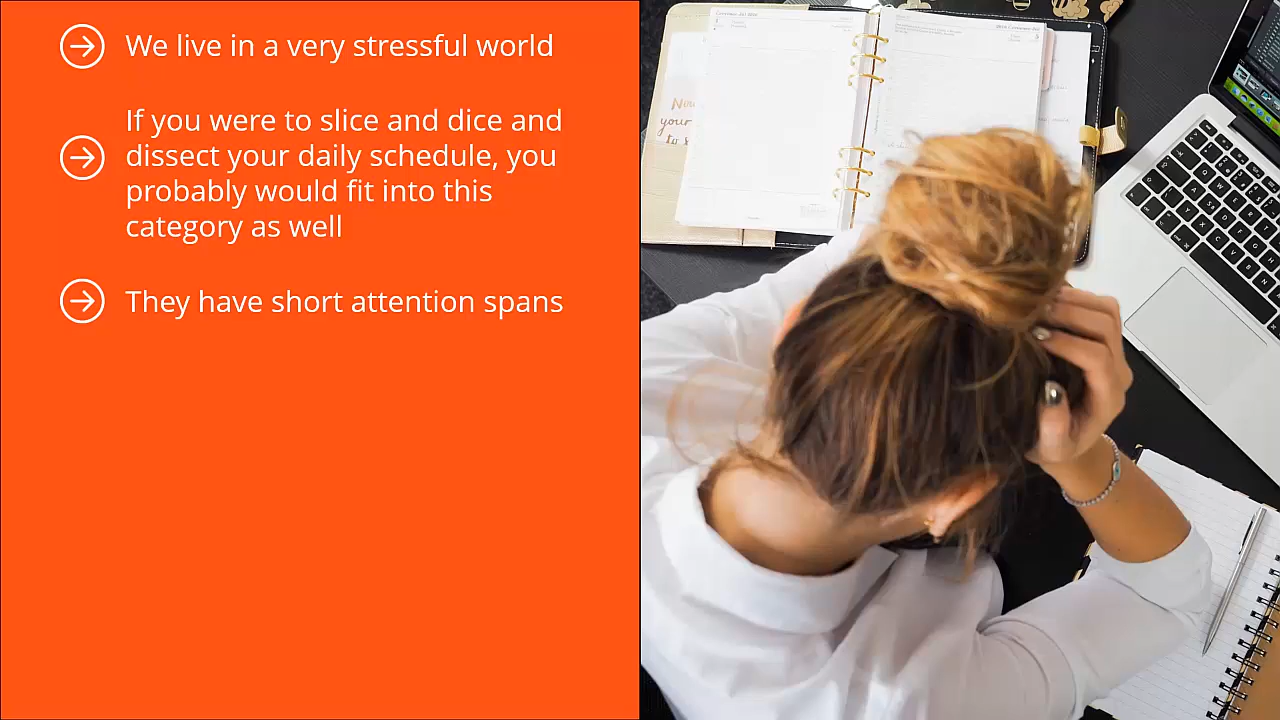 We live in a very stressful world
If you were to slice and dice and
dissect your daily schedule, you
probably would fit into this
category as well
They have short attention spans